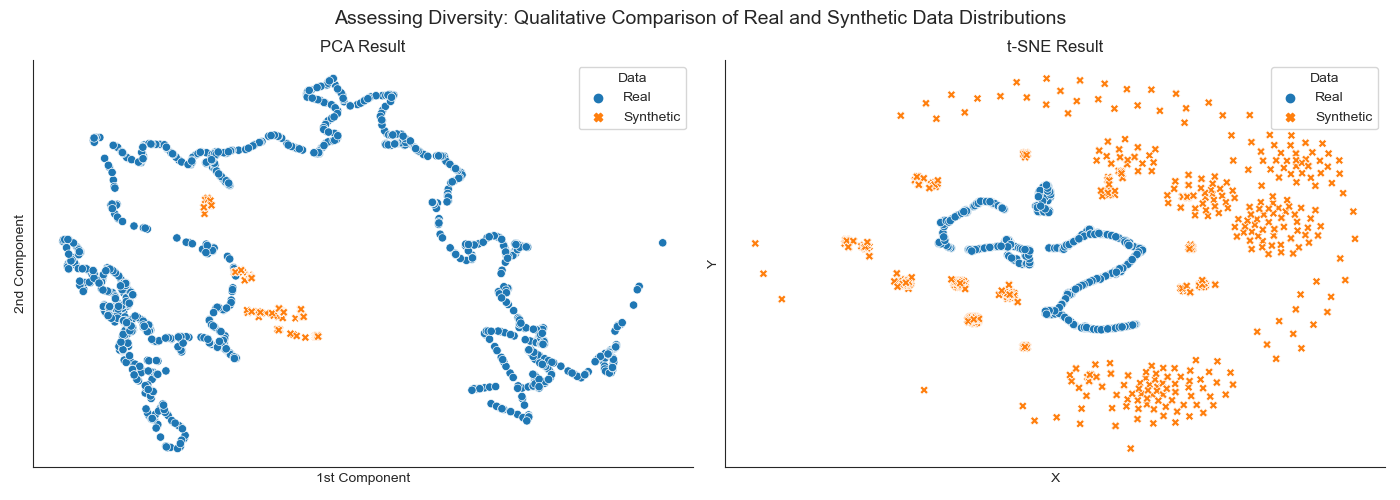 Assessing Diversity: Qualitative Comparison of Real and Synthetic Data Distributions
PCA Result
Data
Real
Synthetic
2nd Component
1st Component
t-SNE Result
Data
Real
Synthetic
Y
X